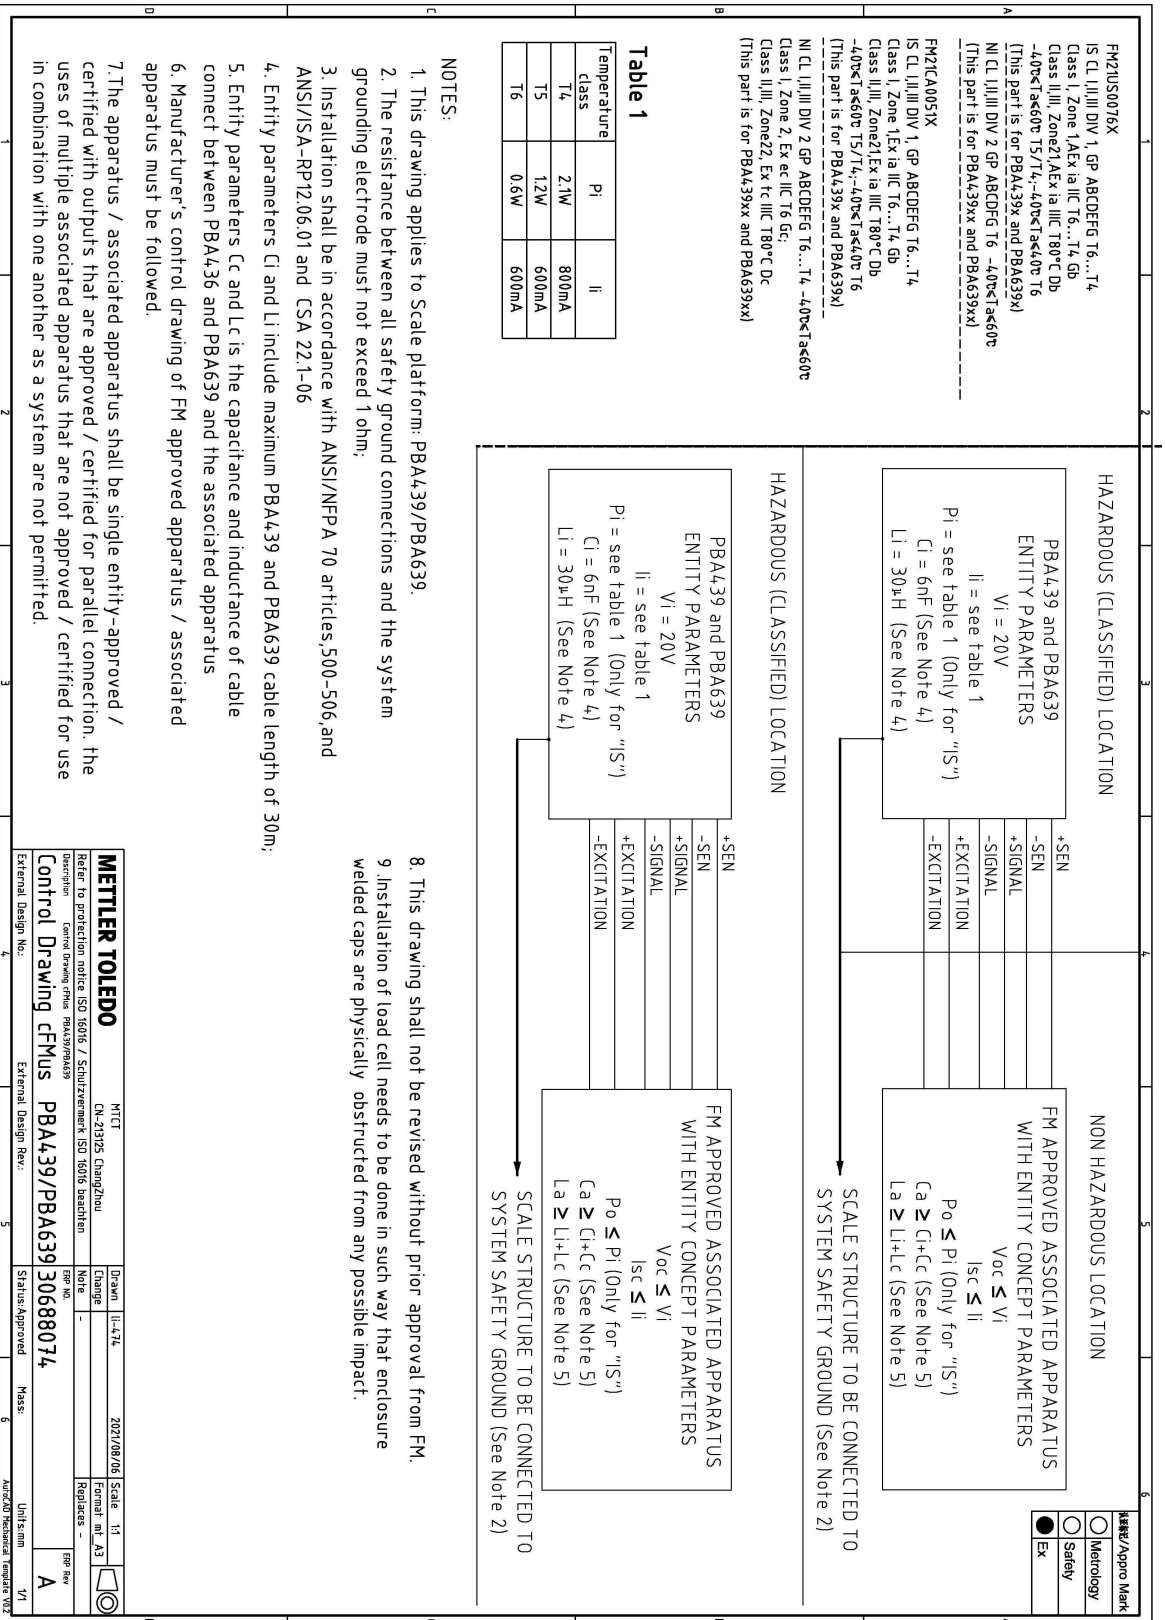 FM21US0076X
IS CL I,II,III DIV 1, GP ABCDEFG T6...T4
Class I, Zone 1,AEx ia IIC T6...T4 Gb
Class II,III, Zone21,AEx ia IIIC T80°C Db
-40℃≤Ta≤60℃ T5/T4;-40℃≤Ta≤40℃ T6
(This part is for PBA439x and PBA639x)
NI CL I,II,III DIV 2 GP ABCDFG T6 -40℃≤Ta≤60℃
(This part is for PBA439xx and PBA639xx)
FM21CA0051X
IS CL I,II,III DIV 1, GP ABCDEFG T6...T4
Class I, Zone 1,Ex ia IIC T6...T4 Gb
Class II,III, Zone21,Ex ia IIIC T80°C Db
-40℃≤Ta≤60℃ T5/T4;-40℃≤Ta≤40℃ T6
(This part is for PBA439x and PBA639x)
NI CL I,II,III DIV 2 GP ABCDEFG T6...T4 -40℃≤Ta≤60℃
Class I, Zone 2, Ex ec IIC T6 Gc;
Class II,III, Zone22, Ex tc IIIC T80°C Dc
(This part is for PBA439xx and PBA639xx)
Table 1
Temperature class Pi Ii
T4 2.1W 800mA
T5 1.2W 600mA
T6 0.6W 600mA
HAZARDOUS (CLASSIFIED) LOCATION
PBA439 and PBA639
ENTITY PARAMETERS
Vi = 20V
Ii = see table 1
Pi = see table 1 (Only for "IS")
Ci = 6nF (See Note 4)
Li = 30µH (See Note 4)
+SEN
-SEN
+SIGNAL
-SIGNAL
+EXCITATION
-EXCITATION
NON HAZARDOUS LOCATION
FM APPROVED ASSOCIATED APPARATUS
WITH ENTITY CONCEPT PARAMETERS
Voc ≤ Vi
Isc ≤ Ii
Po ≤ Pi (Only for "IS")
Ca ≥ Ci+Cc (See Note 5)
La ≥ Li+Lc (See Note 5)
SCALE STRUCTURE TO BE CONNECTED TO
SYSTEM SAFETY GROUND (See Note 2)
HAZARDOUS (CLASSIFIED) LOCATION
PBA439 and PBA639
ENTITY PARAMETERS
Vi = 20V
Ii = see table 1
Pi = see table 1 (Only for "IS")
Ci = 6nF (See Note 4)
Li = 30µH (See Note 4)
+SEN
-SEN
+SIGNAL
-SIGNAL
+EXCITATION
-EXCITATION
FM APPROVED ASSOCIATED APPARATUS
WITH ENTITY CONCEPT PARAMETERS
Voc ≤ Vi
Isc ≤ Ii
Po ≤ Pi (Only for "IS")
Ca ≥ Ci+Cc (See Note 5)
La ≥ Li+Lc (See Note 5)
SCALE STRUCTURE TO BE CONNECTED TO
SYSTEM SAFETY GROUND (See Note 2)
/Appro Mark
Metrology
Safety
Ex
NOTES:
1. This drawing applies to Scale platform: PBA439/PBA639.
2. The resistance between all safety ground connections and the system
grounding electrode must not exceed 1 ohm;
3. Installation shall be in accordance with ANSI/NFPA 70 articles,500-506,and
ANSI/ISA-RP12.06.01 and CSA 22.1-06
4. Entity parameters Ci and Li include maximum PBA439 and PBA639 cable length of 30m;
5. Entity parameters Cc and Lc is the capacitance and inductance of cable
connect between PBA436 and PBA639 and the associated apparatus
6. Manufacturer's control drawing of FM approved apparatus / associated
apparatus must be followed.
7.The apparatus / associated apparatus shall be single entity-approved /
certified with outputs that are approved / certified for parallel connection. the
uses of multiple associated apparatus that are not approved / certified for use
in combination with one another as a system are not permitted.
8. This drawing shall not be revised without prior approval from FM.
9 .Installation of load cell needs to be done in such way that enclosure
welded caps are physically obstructed from any possible impact.
METTLER TOLEDO
MTCT
CN-213125 ChangZhou
Refer to protection notice ISO 16016 / Schutzvermerk ISO 16016 beachten
Description Control Drawing cFMus PBA439/PBA639
Control Drawing cFMus PBA439/PBA639
External Design No.: External Design Rev.:
Drawn li-474 2021/08/06 Scale 1:1
Change Format mt_A3
Note - Replaces -
ERP NO. 30688074
ERP Rev A
Status:Approved Mass: Units:mm 1/1
AutoCAD Mechanical Template V0.2
1 2 3 4 5 6
1 2 3 4 5 6
A B C D